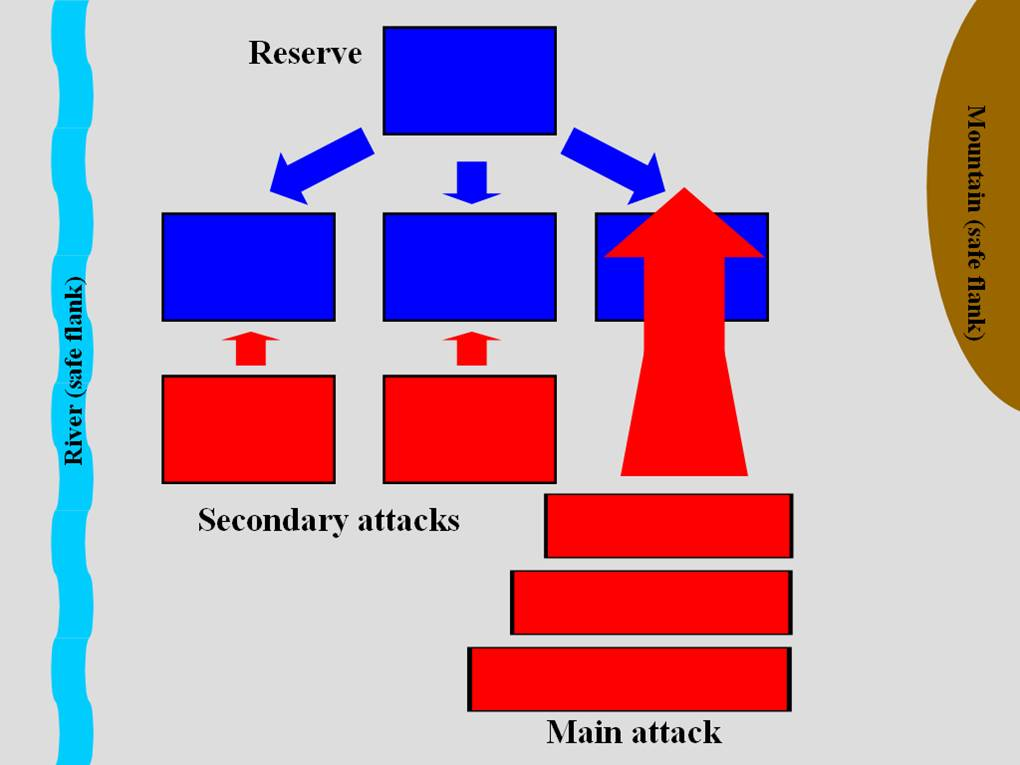 Reserve
River (safe flank)
Mountain (safe flank)
Secondary attacks
Main attack